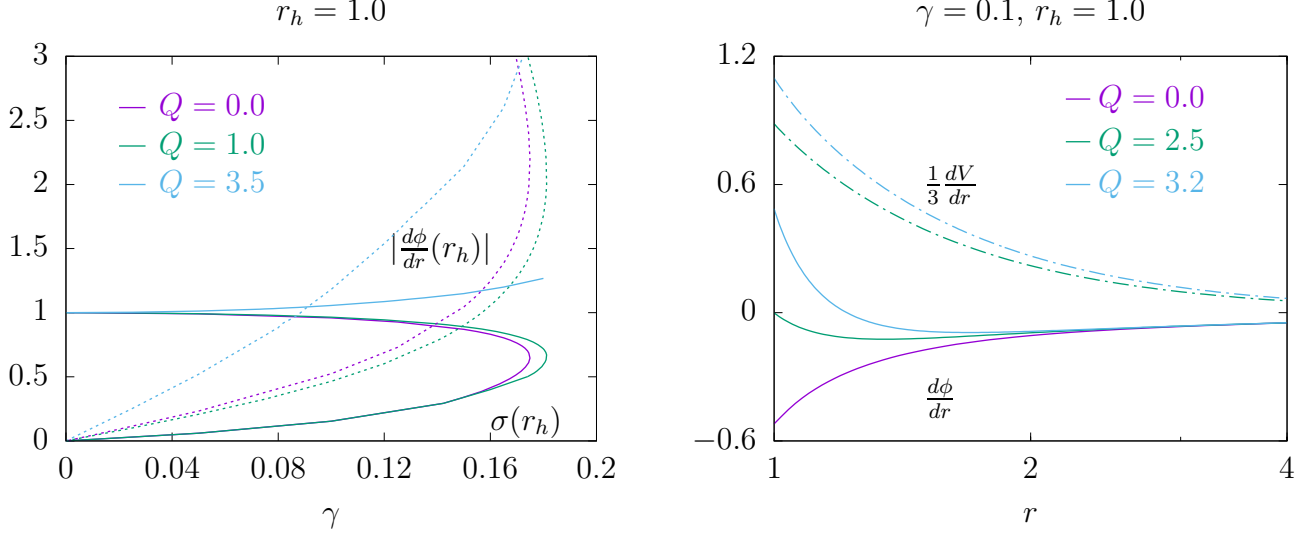 r_h = 1.0
3
2.5
2
1.5
1
0.5
0
0
0.04
0.08
0.12
0.16
0.2
Q = 0.0
Q = 1.0
Q = 3.5
|dϕ/dr(r_h)|
σ(r_h)
γ
γ = 0.1, r_h = 1.0
1.2
0.6
0
−0.6
1
2
4
Q = 0.0
Q = 2.5
Q = 3.2
1/3 dV/dr
dϕ/dr
r